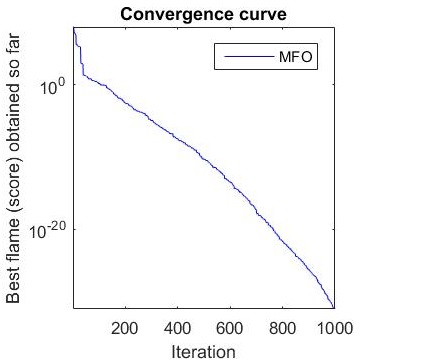 Convergence curve
MFO
Best flame (score) obtained so far
10^0
10^-20
200 400 600 800 1000
Iteration